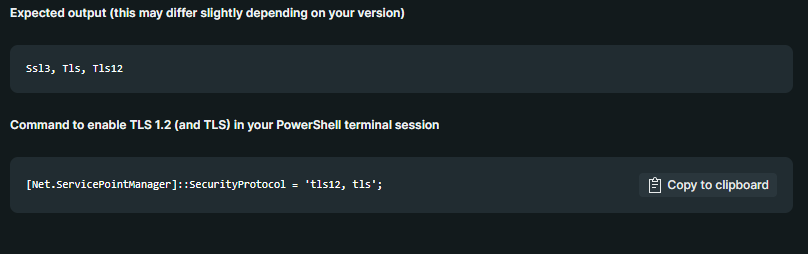 Expected output (this may differ slightly depending on your version)
Ssl3, Tls, Tls12
Command to enable TLS 1.2 (and TLS) in your PowerShell terminal session
[Net.ServicePointManager]::SecurityProtocol = 'tls12, tls';
Copy to clipboard